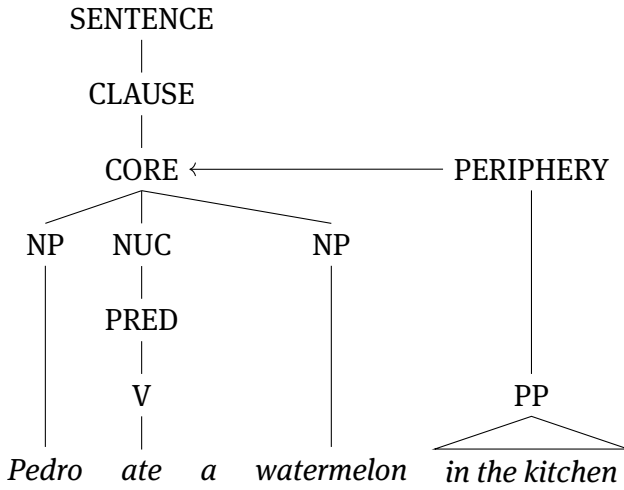 SENTENCE
CLAUSE
CORE PERIPHERY
NP NUC NP
PRED
V PP
Pedro ate a watermelon in the kitchen